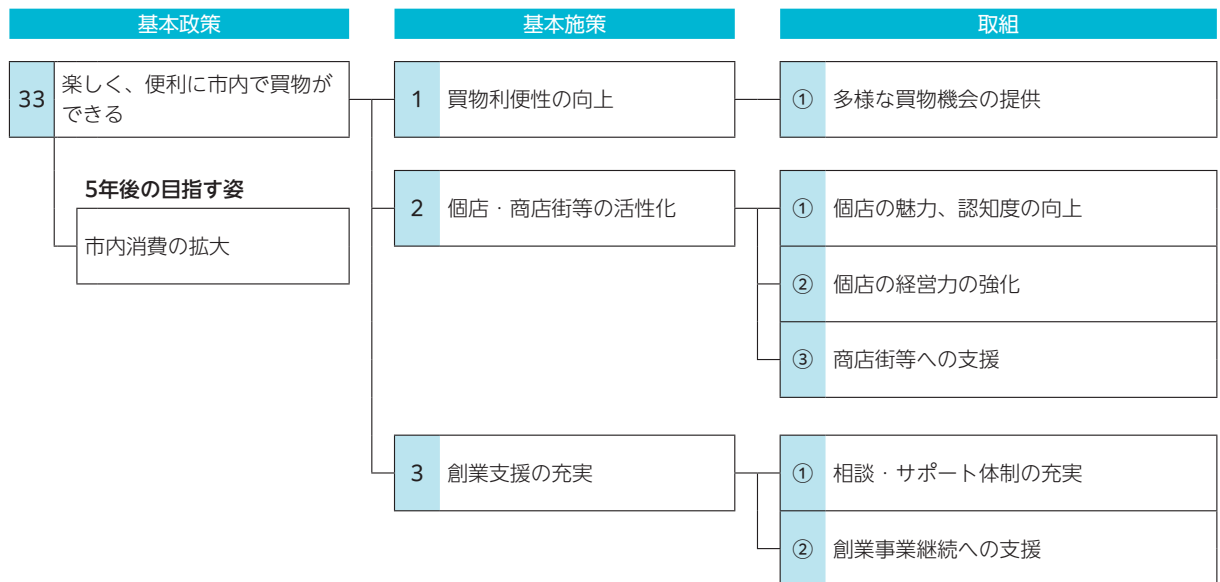 基本政策
基本施策
取組
33
楽しく、便利に市内で買物が
できる
5年後の目指す姿
市内消費の拡大
1
買物利便性の向上
①
多様な買物機会の提供
2
個店・商店街等の活性化
①
個店の魅力、認知度の向上
②
個店の経営力の強化
③
商店街等への支援
3
創業支援の充実
①
相談・サポート体制の充実
②
創業事業継続への支援